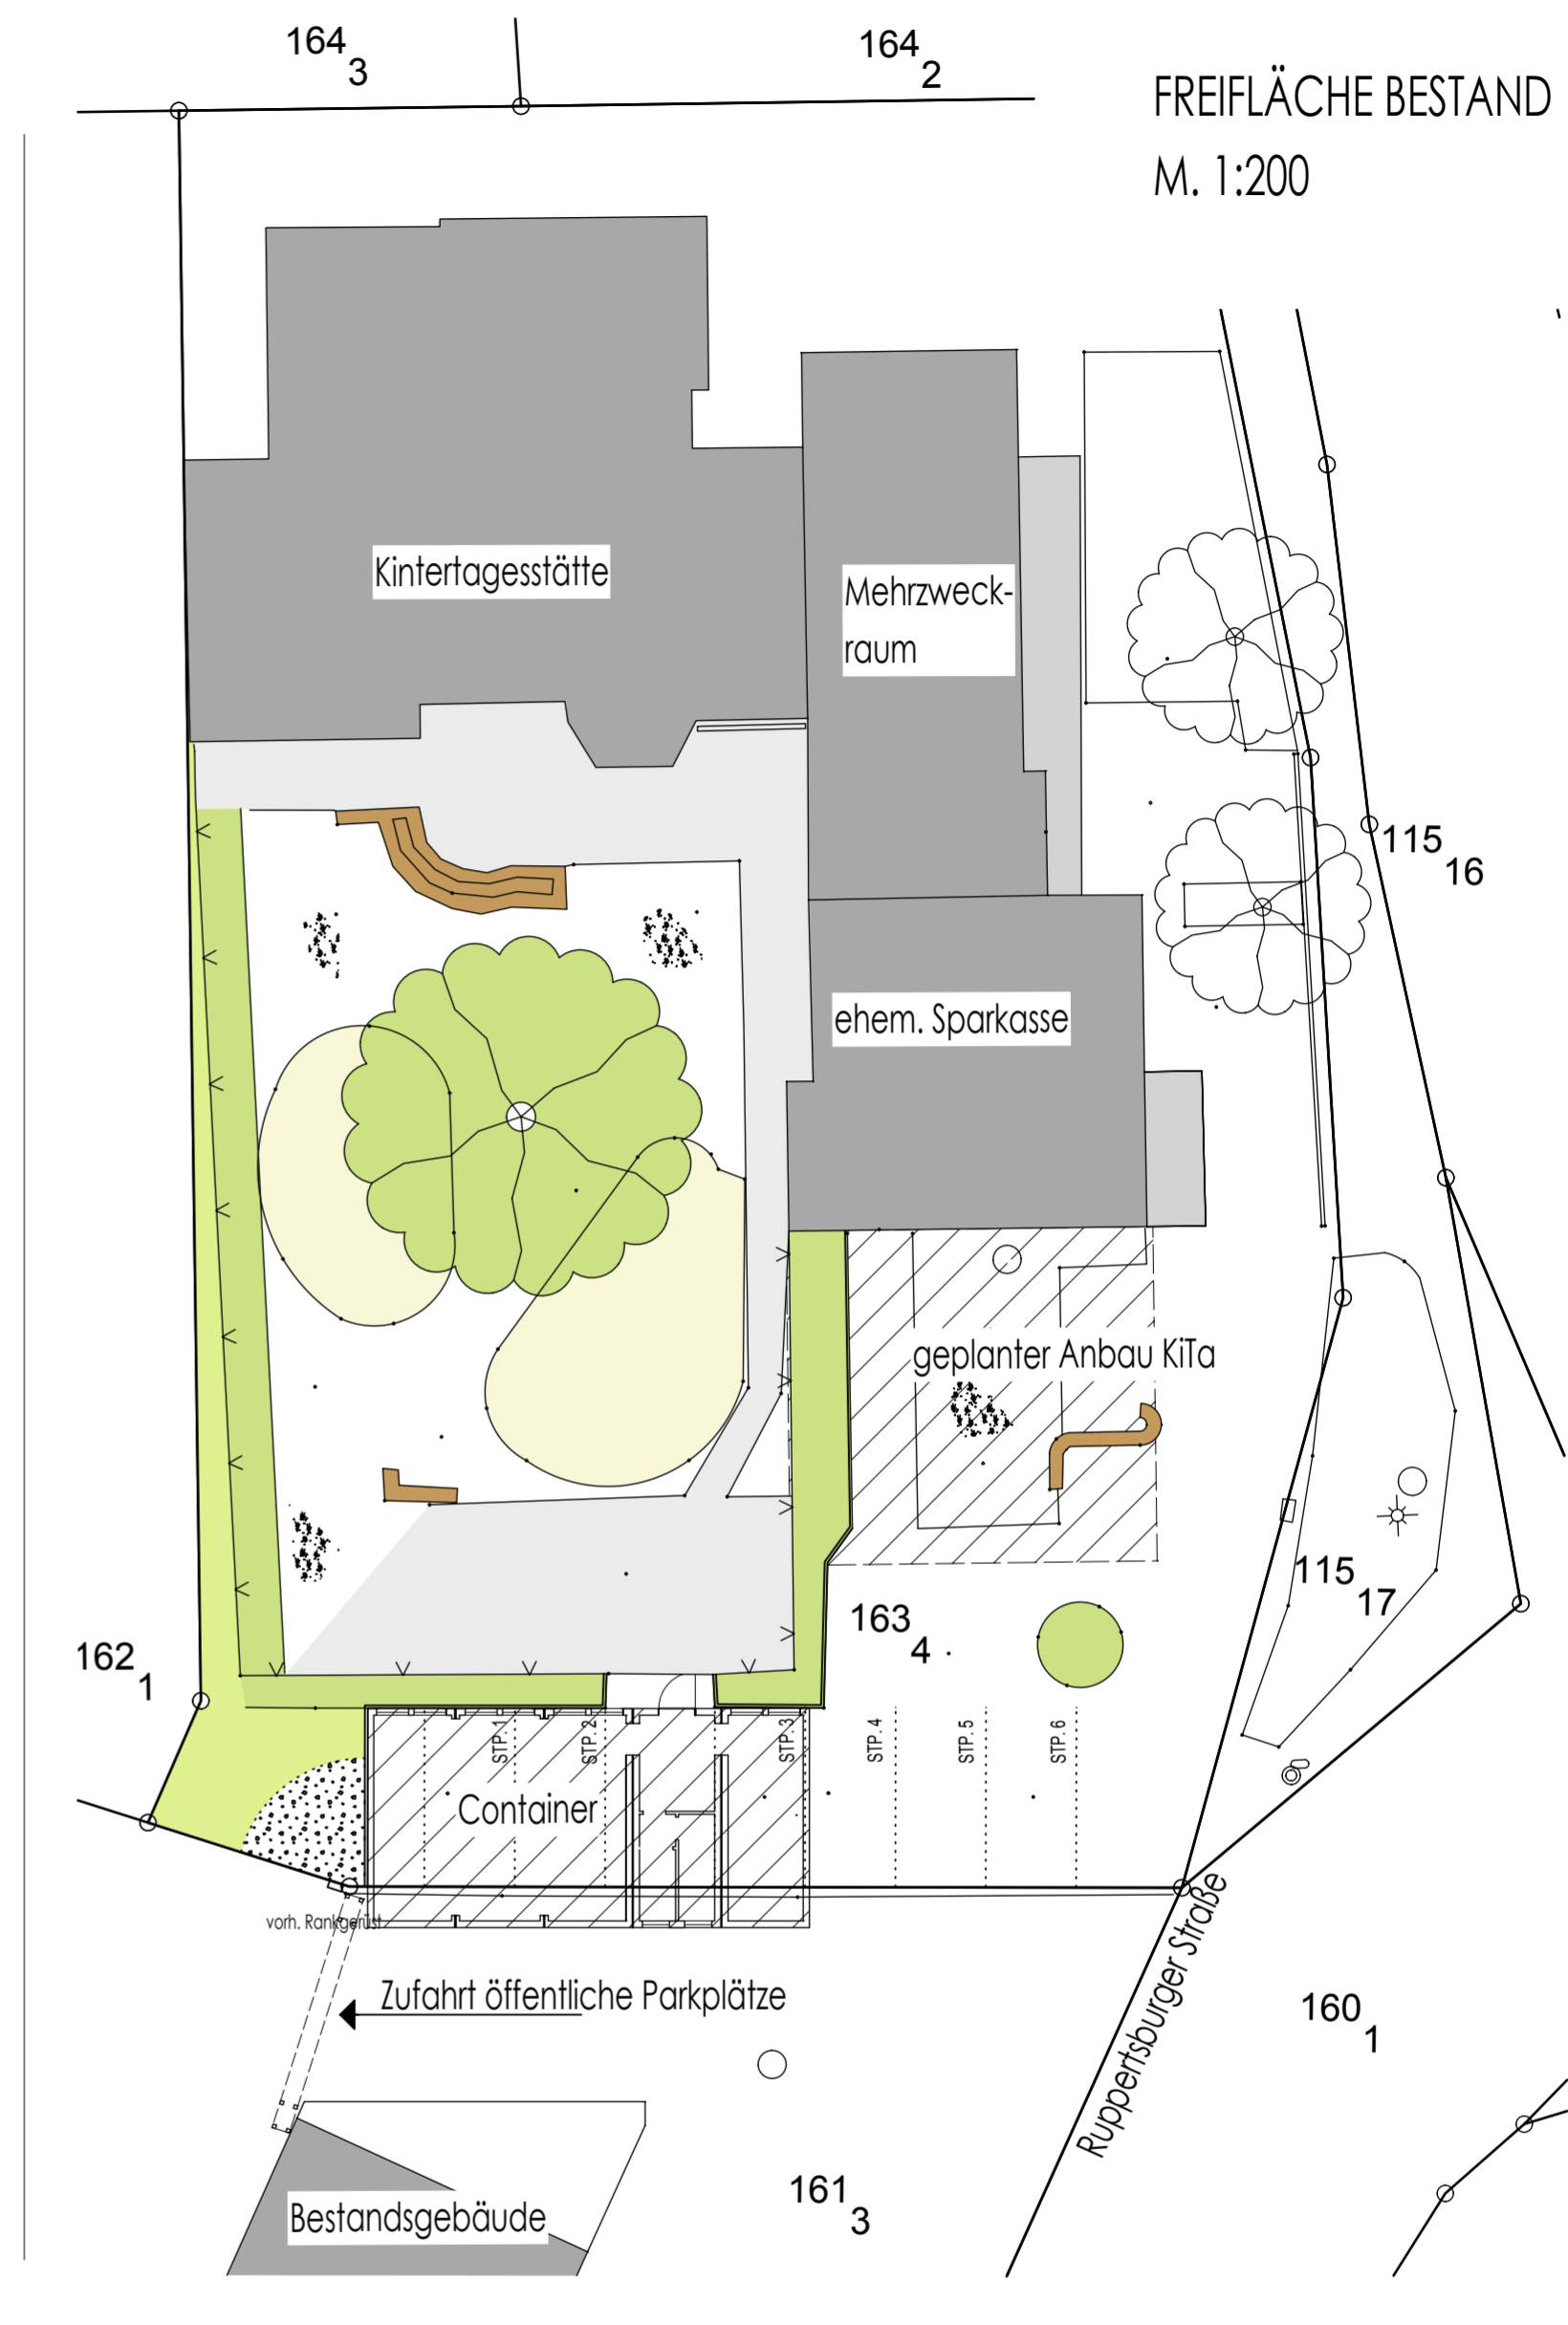 164 3
164 2
FREIFLÄCHE BESTAND
M. 1:200
Kintertagesstätte
Mehrzweck-
raum
115 16
ehem. Sparkasse
geplanter Anbau KiTa
115 17
163 4
162 1
STP. 1
STP. 2
STP. 3
STP. 4
STP. 5
STP. 6
Container
vorh. Rankgerüst
Zufahrt öffentliche Parkplätze
Ruppertsburger Straße
160 1
161 3
Bestandsgebäude